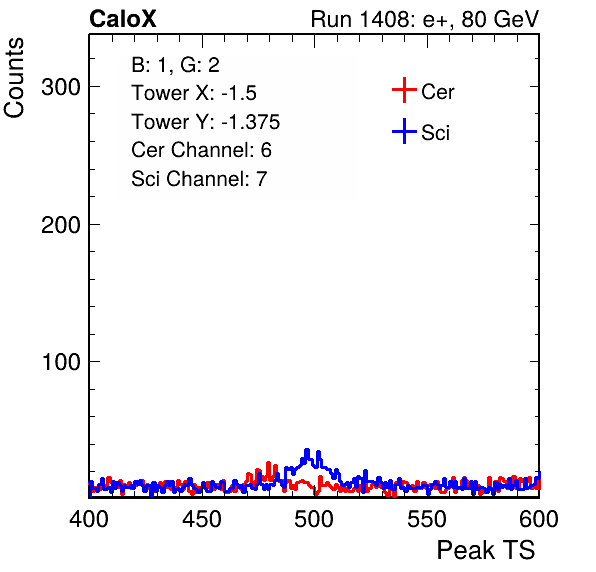 CaloX Run 1408: e+, 80 GeV
B: 1, G: 2
Tower X: -1.5
Tower Y: -1.375
Cer Channel: 6
Sci Channel: 7
Cer
Sci
Counts
300
200
100
400 450 500 550 600
Peak TS